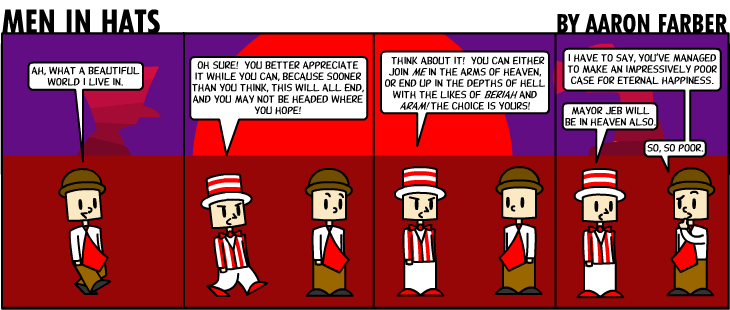 MEN IN HATS
BY AARON FARBER
AH, WHAT A BEAUTIFUL
WORLD I LIVE IN.
OH SURE! YOU BETTER APPRECIATE
IT WHILE YOU CAN, BECAUSE SOONER
THAN YOU THINK, THIS WILL ALL END,
AND YOU MAY NOT BE HEADED WHERE
YOU HOPE!
THINK ABOUT IT! YOU CAN EITHER
JOIN ME IN THE ARMS OF HEAVEN,
OR END UP IN THE DEPTHS OF HELL
WITH THE LIKES OF BERIAH AND
ARAM! THE CHOICE IS YOURS!
I HAVE TO SAY, YOU'VE MANAGED
TO MAKE AN IMPRESSIVELY POOR
CASE FOR ETERNAL HAPPINESS.
MAYOR JEB WILL
BE IN HEAVEN ALSO.
SO, SO POOR.